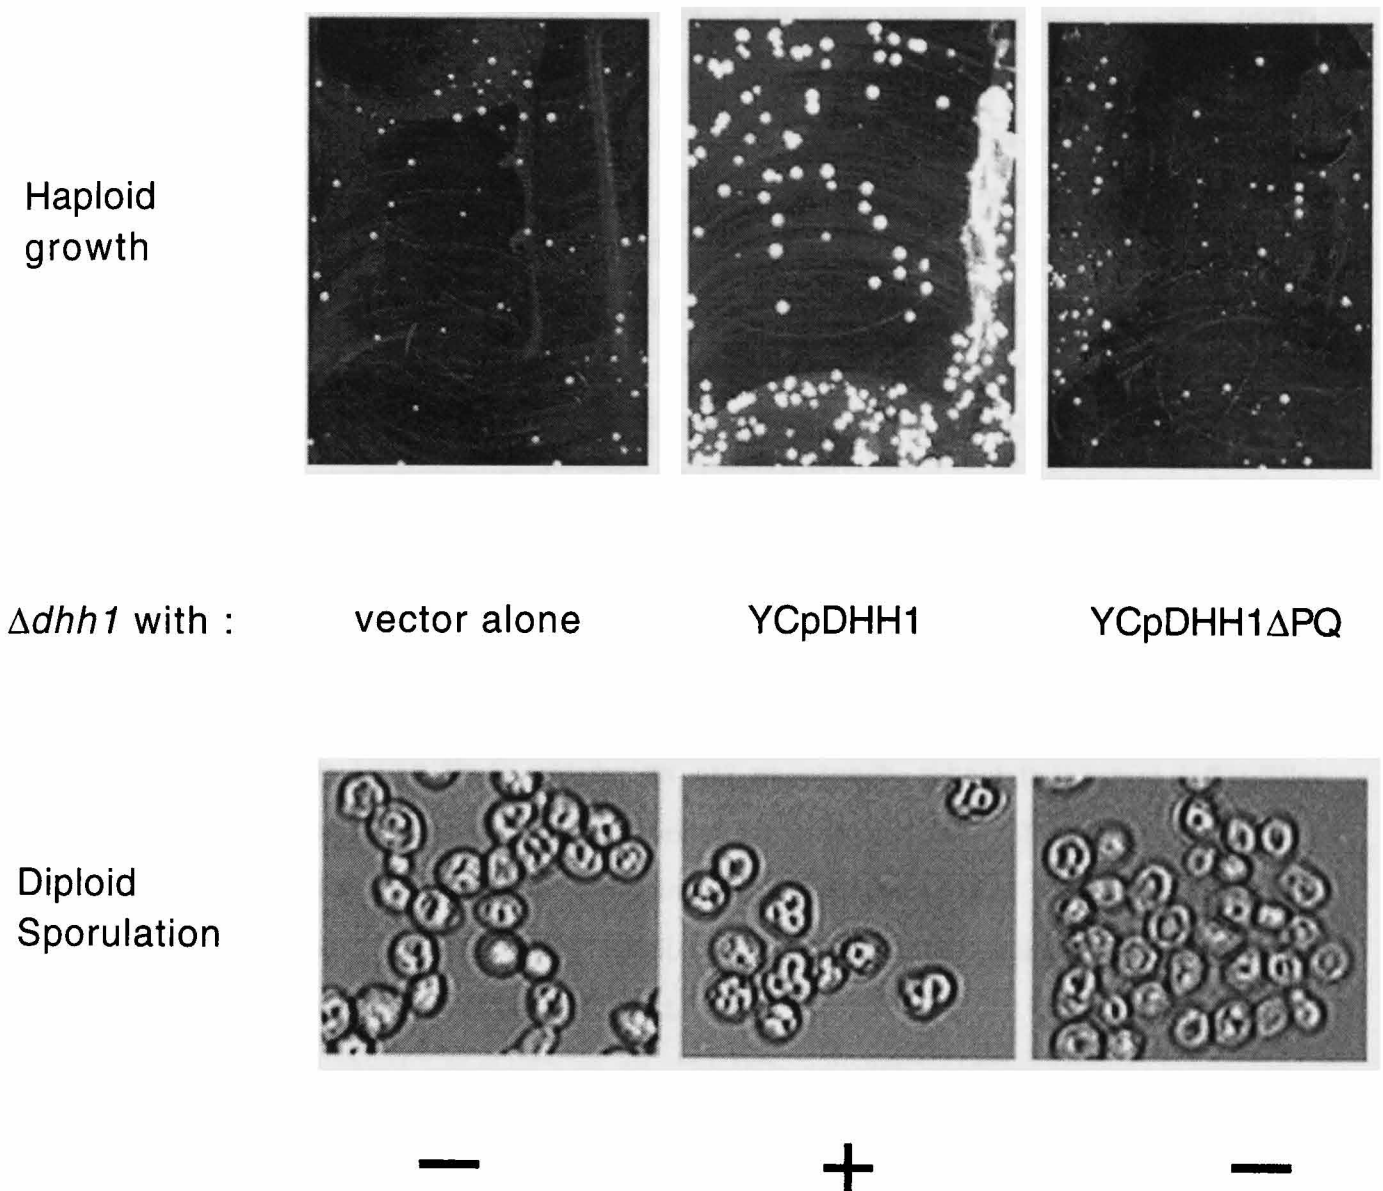 Haploid
growth
Δdhh1 with :
vector alone
YCpDHH1
YCpDHH1ΔPQ
Diploid
Sporulation
− + −